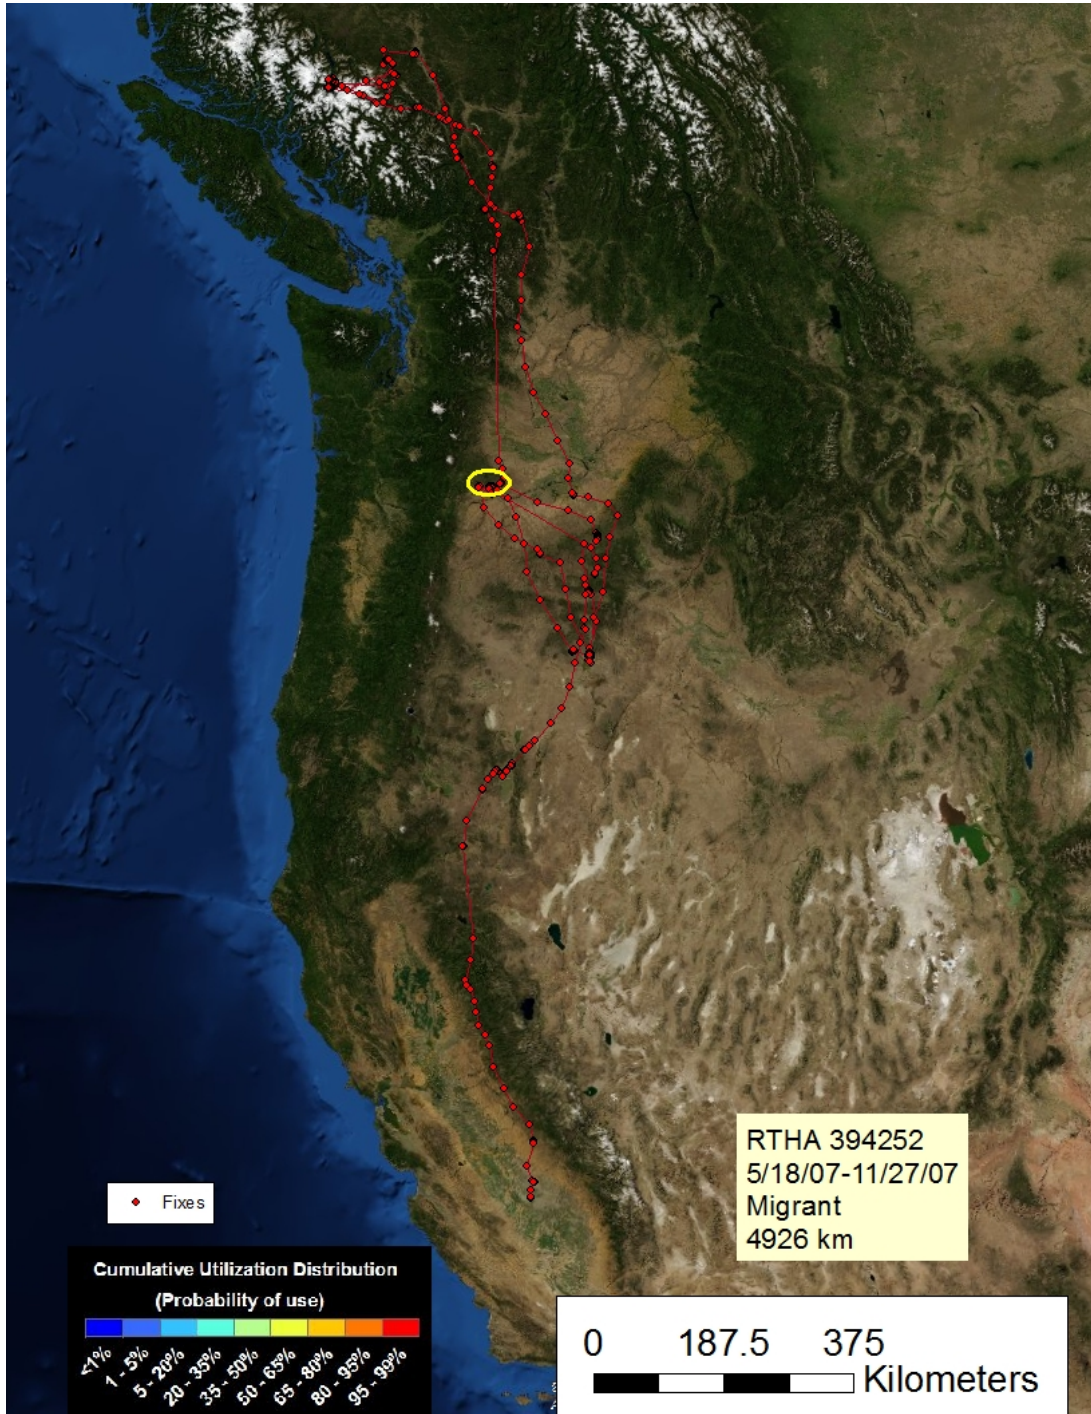 RTHA 394252
5/18/07-11/27/07
Migrant
4926 km
Fixes
Cumulative Utilization Distribution
(Probability of use)
<1% 1 - 5% 5 - 20% 20 - 35% 35 - 50% 50 - 65% 65 - 80% 80 - 95% 95 - 99%
0 187.5 375
Kilometers